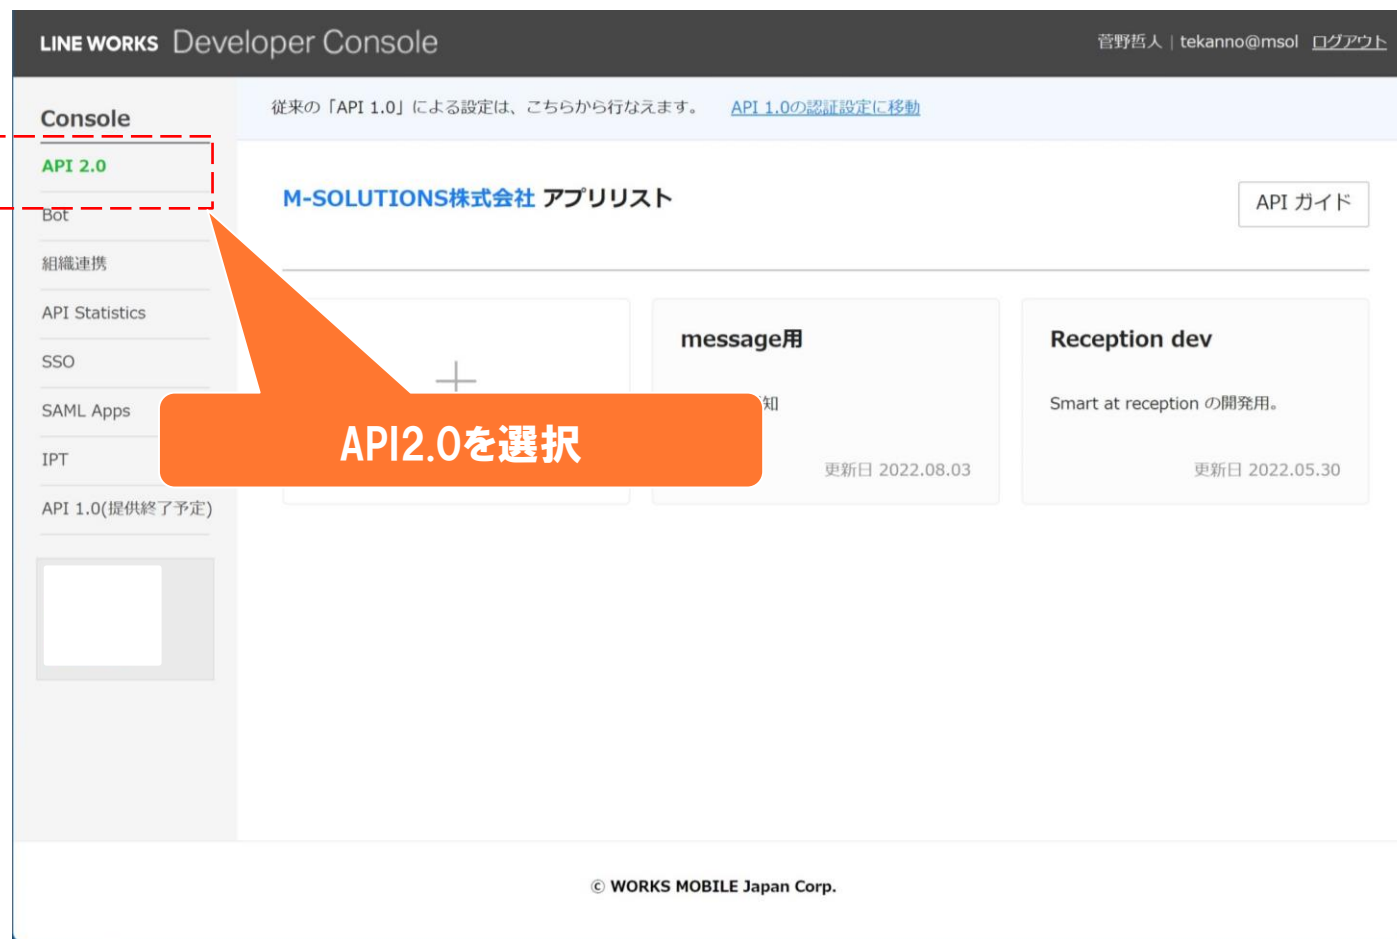 LINE WORKS Developer Console
菅野哲人 | tekanno@msol ログアウト
Console
API 2.0
Bot
組織連携
API Statistics
SSO
SAML Apps
IPT
API 1.0(提供終了予定)
従来の「API 1.0」による設定は、こちらから行なえます。 API 1.0の認証設定に移動
M-SOLUTIONS株式会社 アプリリスト
API ガイド
API2.0を選択
message用
知
更新日 2022.08.03
Reception dev
Smart at reception の開発用。
更新日 2022.05.30
© WORKS MOBILE Japan Corp.